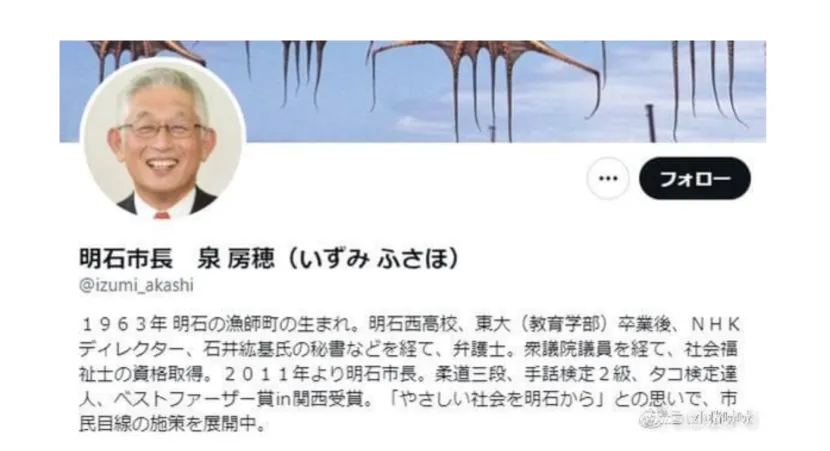 フォロー
明石市長　泉 房穂（いずみ ふさほ）
@izumi_akashi
１９６３年 明石の漁師町の生まれ。明石西高校、東大（教育学部）卒業後、ＮＨＫ
ディレクター、石井紘基氏の秘書などを経て、弁護士。衆議院議員を経て、社会福
祉士の資格取得。２０１１年より明石市長。柔道三段、手話検定２級、タコ検定達
人、ベストファーザー賞in関西受賞。「やさしい社会を明石から」との思いで、市
民目線の施策を展開中。